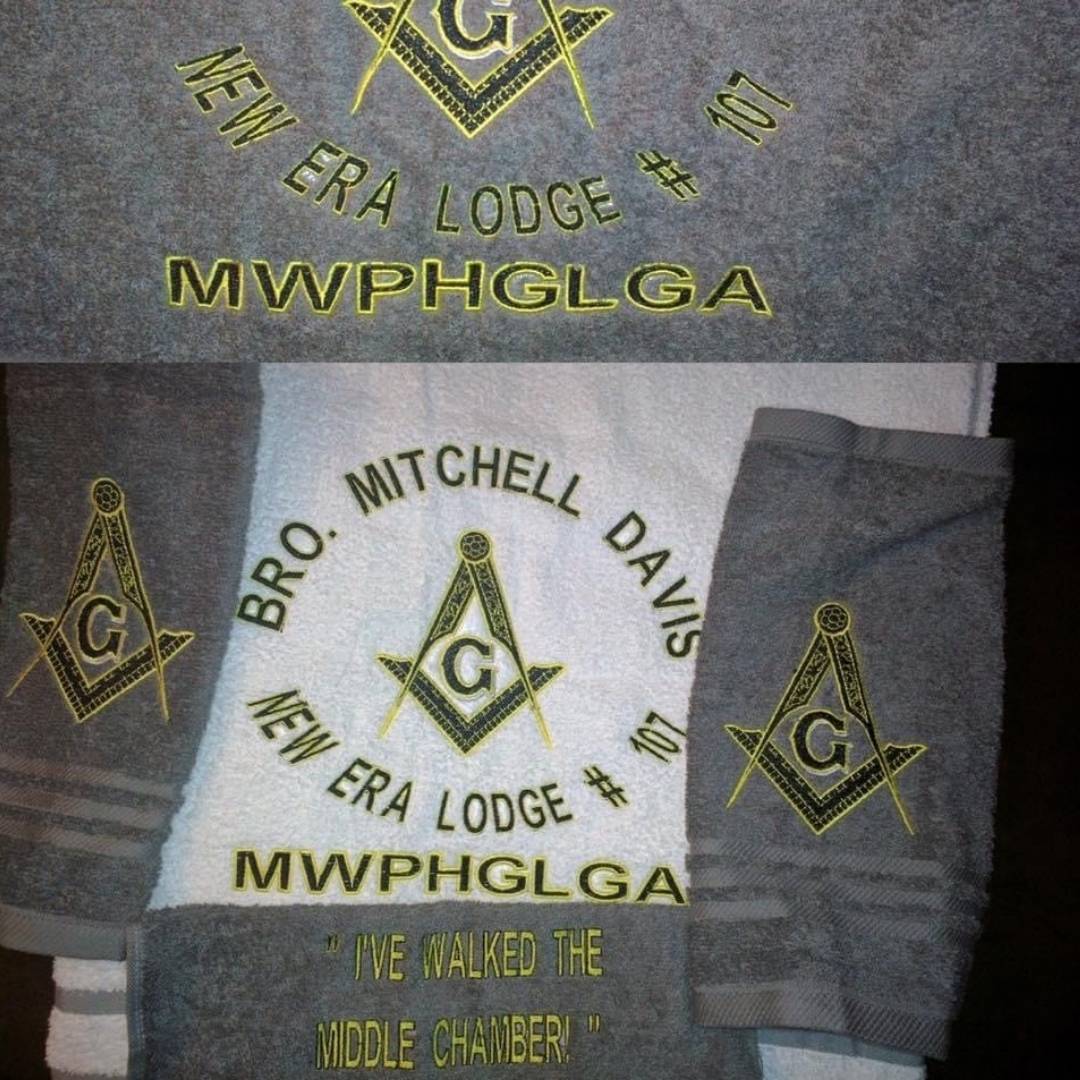 G
NEW ERA LODGE # 107
MWPHGLGA
BRO. MITCHELL DAVIS
G
G
G
NEW ERA LODGE # 107
MWPHGLGA
" I'VE WALKED THE
MIDDLE CHAMBER! "